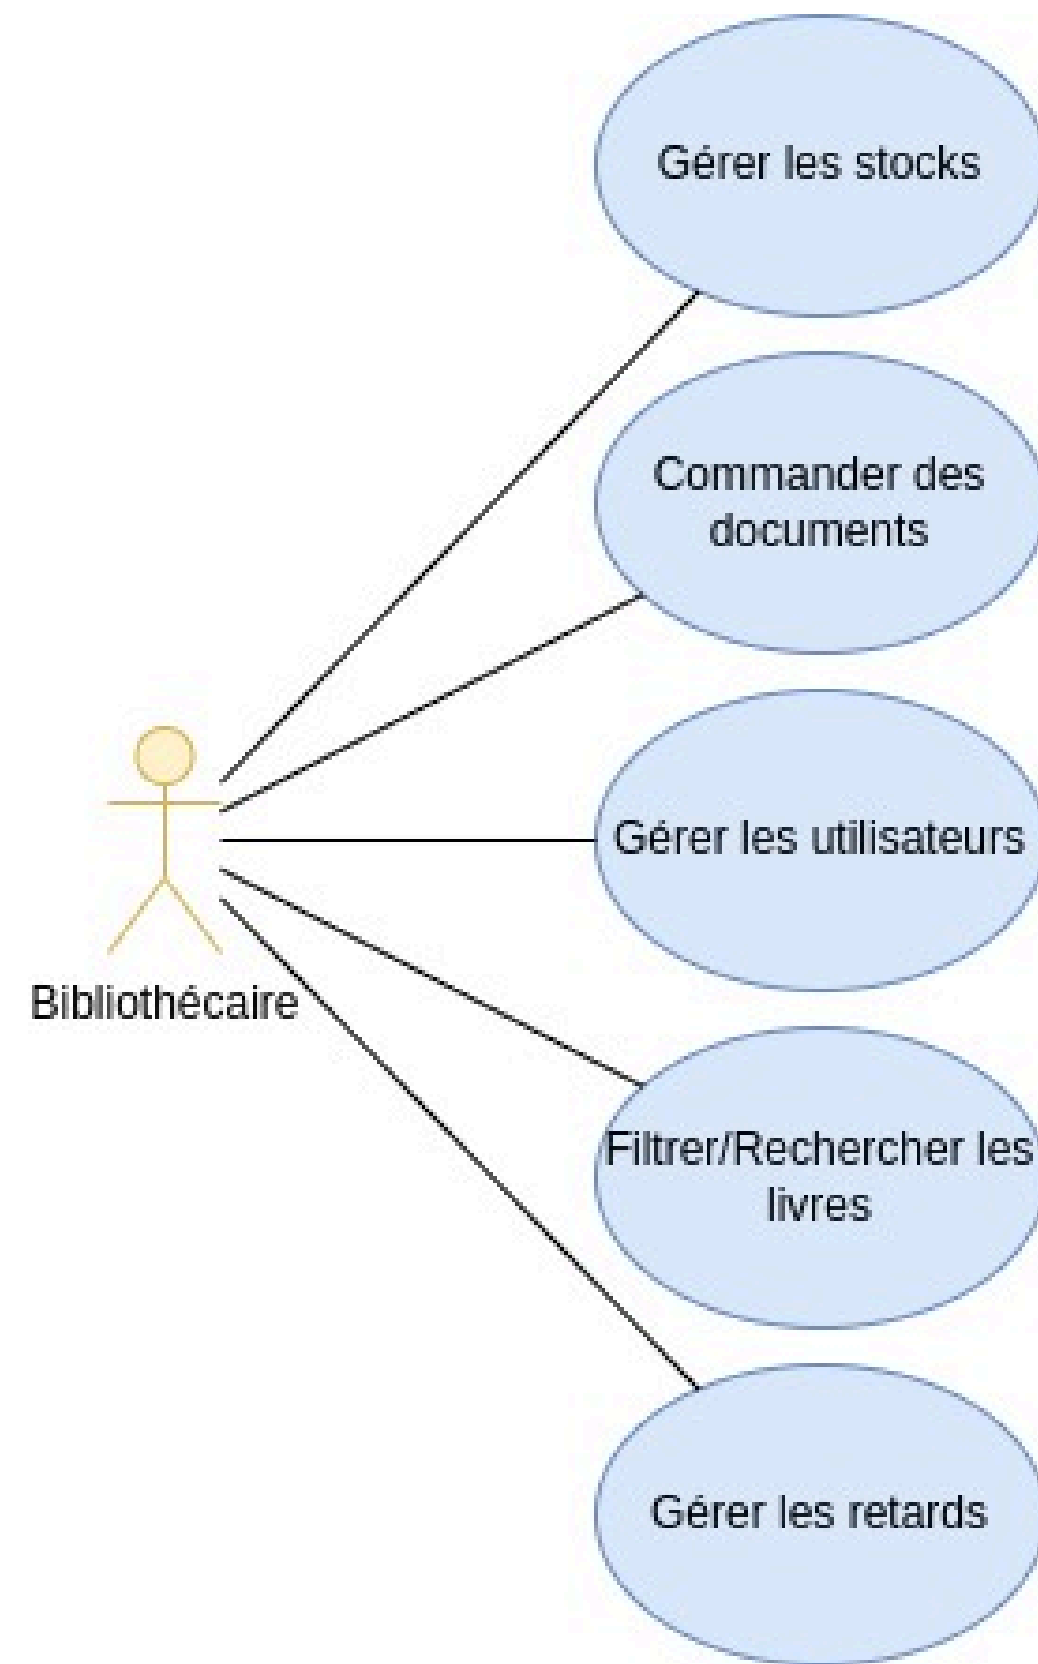 Gérer les stocks
Commander des
documents
Gérer les utilisateurs
Bibliothécaire
Filtrer/Rechercher les
livres
Gérer les retards